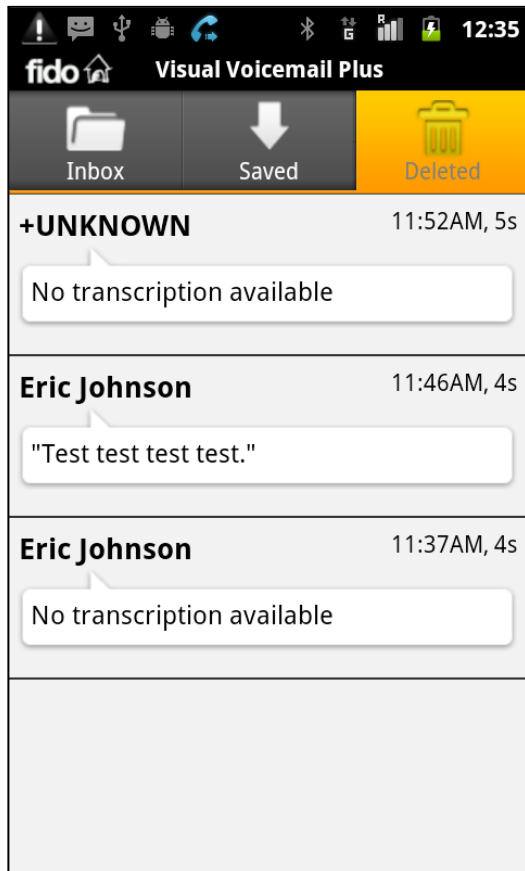 12:35
fido Visual Voicemail Plus
Inbox Saved Deleted
+UNKNOWN 11:52AM, 5s
No transcription available
Eric Johnson 11:46AM, 4s
"Test test test test."
Eric Johnson 11:37AM, 4s
No transcription available